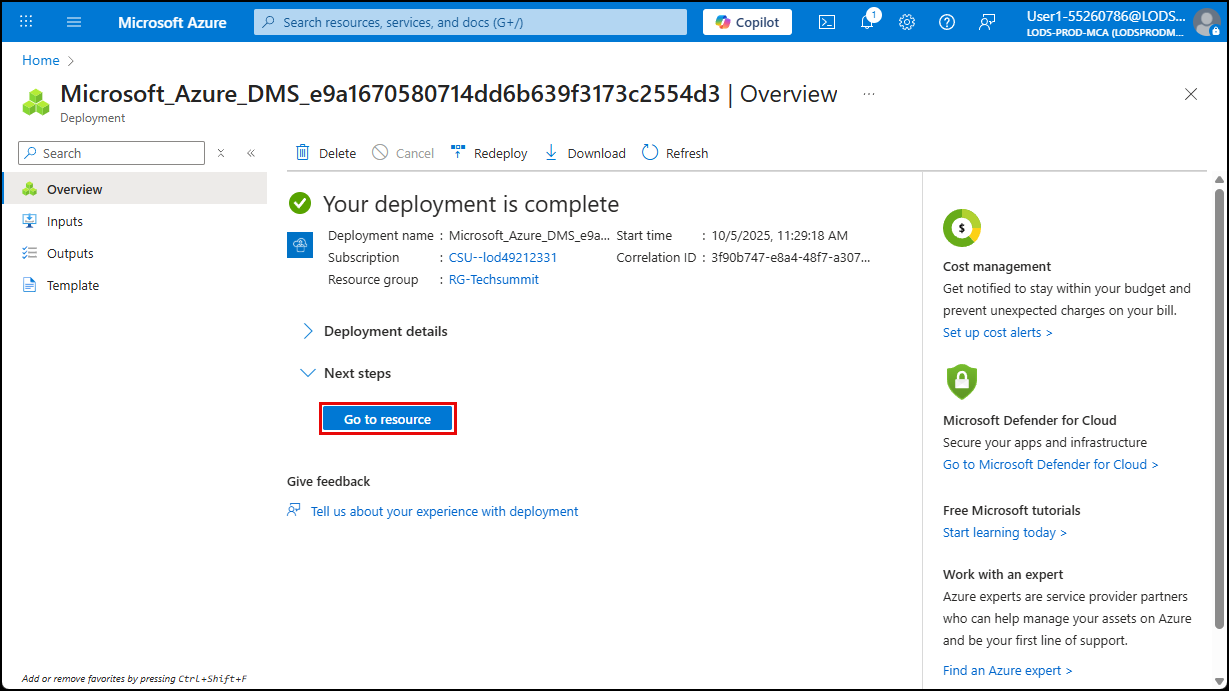 Microsoft Azure
Search resources, services, and docs (G+/)
Copilot
1
User1-55260786@LODS...
LODS-PROD-MCA (LODSPRODM...
Home
Microsoft_Azure_DMS_e9a1670580714dd6b639f3173c2554d3 | Overview
...
Deployment
Search
Delete
Cancel
Redeploy
Download
Refresh
Overview
Inputs
Outputs
Template
Your deployment is complete
Deployment name : Microsoft_Azure_DMS_e9a... Start time : 10/5/2025, 11:29:18 AM
Subscription : CSU--lod49212331 Correlation ID : 3f90b747-e8a4-48f7-a307...
Resource group : RG-Techsummit
Deployment details
Next steps
Go to resource
Give feedback
Tell us about your experience with deployment
$
Cost management
Get notified to stay within your budget and
prevent unexpected charges on your bill.
Set up cost alerts >
Microsoft Defender for Cloud
Secure your apps and infrastructure
Go to Microsoft Defender for Cloud >
Free Microsoft tutorials
Start learning today >
Work with an expert
Azure experts are service provider partners
who can help manage your assets on Azure
and be your first line of support.
Find an Azure expert >
Add or remove favorites by pressing Ctrl+Shift+F